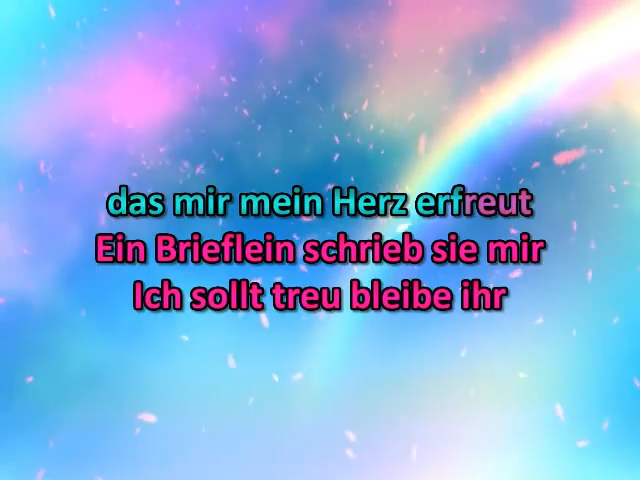 das mir mein Herz erfreut
Ein Brieflein schrieb sie mir
Ich sollt treu bleibe ihr